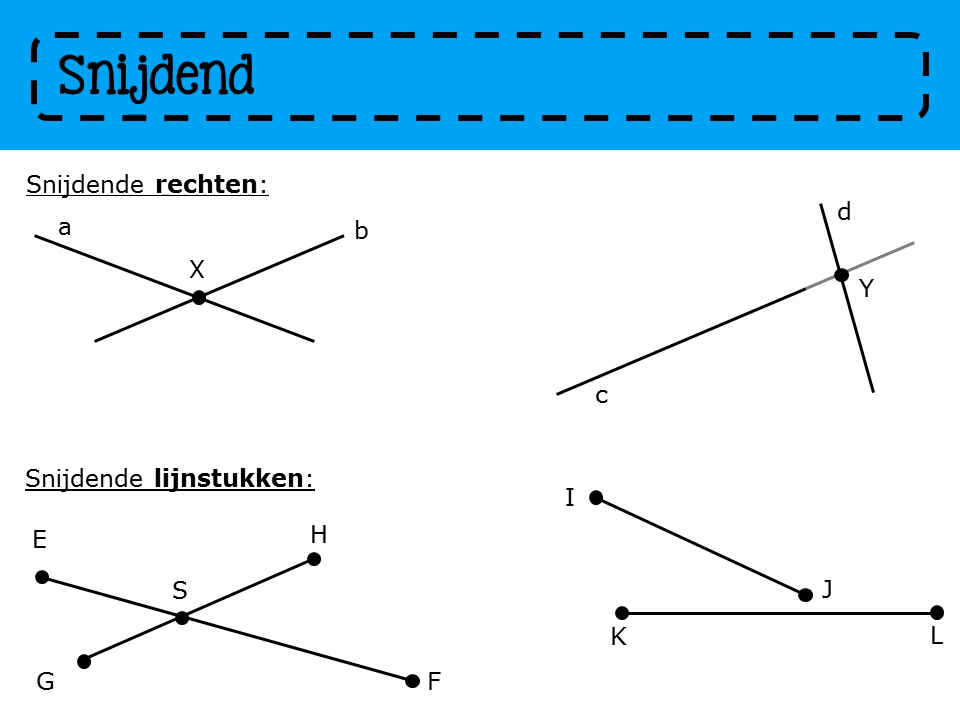 Snijdend
Snijdende rechten:
a
b
X
d
Y
c
Snijdende lijnstukken:
E
H
S
G
F
I
J
K
L